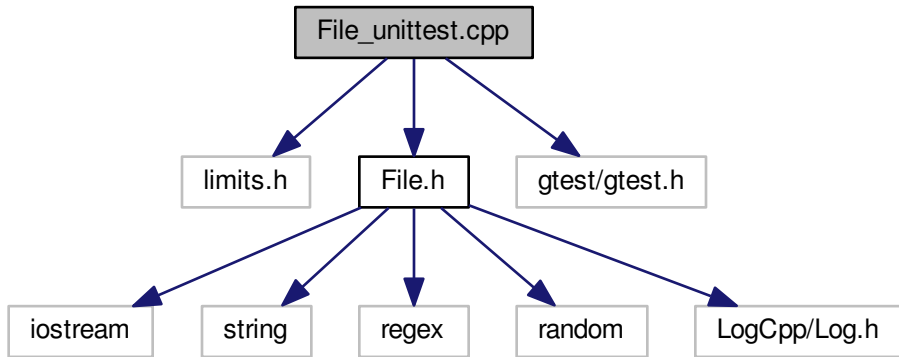 File_unittest.cpp
limits.h
File.h
gtest/gtest.h
iostream
string
regex
random
LogCpp/Log.h